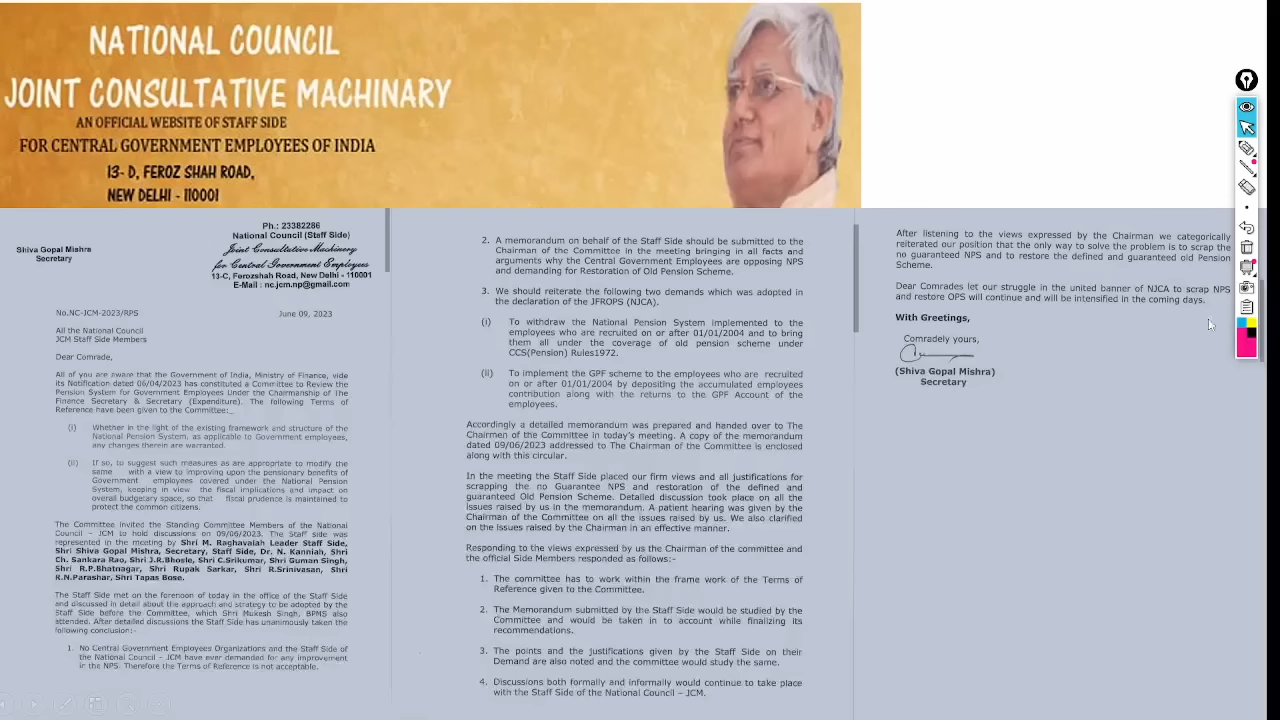 NATIONAL COUNCIL
JOINT CONSULTATIVE MACHINARY
AN OFFICIAL WEBSITE OF STAFF SIDE
FOR CENTRAL GOVERNMENT EMPLOYEES OF INDIA
13- D, FEROZ SHAH ROAD,
NEW DELHI - 110001
Shiva Gopal Mishra
Secretary
Ph.: 23382286
National Council (Staff Side)
Joint Consultative Machinery
for Central Government Employees
13-C, Ferozshah Road, New Delhi - 110001
E-Mail : nc.jcm.np@gmail.com
No.NC-JCM-2023/RPS
June 09, 2023
All the National Council
JCM Staff Side Members
Dear Comrade,
All of you are aware that the Government of India, Ministry of Finance, vide
its Notification dated 06/04/2023 has constituted a Committee to Review the
Pension System for Government Employees Under the Chairmanship of The
Finance Secretary & Secretary (Expenditure). The following Terms of
Reference have been given to the Committee:_
(i) Whether in the light of the existing framework and structure of the
National Pension System, as applicable to Government employees,
any changes therein are warranted.
(ii) If so, to suggest such measures as are appropriate to modify the
same with a view to improving upon the pensionary benefits of
Government employees covered under the National Pension
System, keeping in view the fiscal implications and impact on
overall budgetary space, so that fiscal prudence is maintained to
protect the common citizens.
The Committee invited the Standing Committee Members of the National
Council – JCM to hold discussions on 09/06/2023. The Staff side was
represented in the meeting by Shri M. Raghavaiah Leader Staff Side,
Shri Shiva Gopal Mishra, Secretary, Staff Side, Dr. N. Kanniah, Shri
Ch. Sankara Rao, Shri J.R.Bhosle, Shri C.Srikumar, Shri Guman Singh,
Shri R.P.Bhatnagar, Shri Rupak Sarkar, Shri R.Srinivasan, Shri
R.N.Parashar, Shri Tapas Bose.
The Staff Side met on the forenoon of today in the office of the Staff Side
and discussed in detail about the approach and strategy to be adopted by the
Staff Side before the Committee, which Shri Mukesh Singh, BPMS also
attended. After detailed discussions the Staff Side has unanimously taken the
following conclusion:-
1. No Central Government Employees Organizations and the Staff Side of
the National Council – JCM have ever demanded for any improvement
in the NPS. Therefore the Terms of Reference is not acceptable.
2. A memorandum on behalf of the Staff Side should be submitted to the
Chairman of the Committee in the meeting bringing in all facts and
arguments why the Central Government Employees are opposing NPS
and demanding for Restoration of Old Pension Scheme.
3. We should reiterate the following two demands which was adopted in
the declaration of the JFROPS (NJCA).
(i) To withdraw the National Pension System implemented to the
employees who are recruited on or after 01/01/2004 and to bring
them all under the coverage of old pension scheme under
CCS(Pension) Rules1972.
(ii) To implement the GPF scheme to the employees who are recruited
on or after 01/01/2004 by depositing the accumulated employees
contribution along with the returns to the GPF Account of the
employees.
Accordingly a detailed memorandum was prepared and handed over to The
Chairmen of the Committee in today's meeting. A copy of the memorandum
dated 09/06/2023 addressed to The Chairman of the Committee is enclosed
along with this circular.
In the meeting the Staff Side placed our firm views and all justifications for
scrapping the no Guarantee NPS and restoration of the defined and
guaranteed Old Pension Scheme. Detailed discussion took place on all the
issues raised by us in the memorandum. A patient hearing was given by the
Chairman of the Committee on all the issues raised by us. We also clarified
on the issues raised by the Chairman in an effective manner.
Responding to the views expressed by us the Chairman of the committee and
the official Side Members responded as follows:-
1. The committee has to work within the frame work of the Terms of
Reference given to the Committee.
2. The Memorandum submitted by the Staff Side would be studied by the
Committee and would be taken in to account while finalizing its
recommendations.
3. The points and the justifications given by the Staff Side on their
Demand are also noted and the committee would study the same.
4. Discussions both formally and informally would continue to take place
with the Staff Side of the National Council – JCM.
After listening to the views expressed by the Chairman we categorically
reiterated our position that the only way to solve the problem is to scrap the
no guaranteed NPS and to restore the defined and guaranteed old Pension
Scheme.
Dear Comrades let our struggle in the united banner of NJCA to scrap NPS
and restore OPS will continue and will be intensified in the coming days.
With Greetings,
Comradely yours,
(Shiva Gopal Mishra)
Secretary